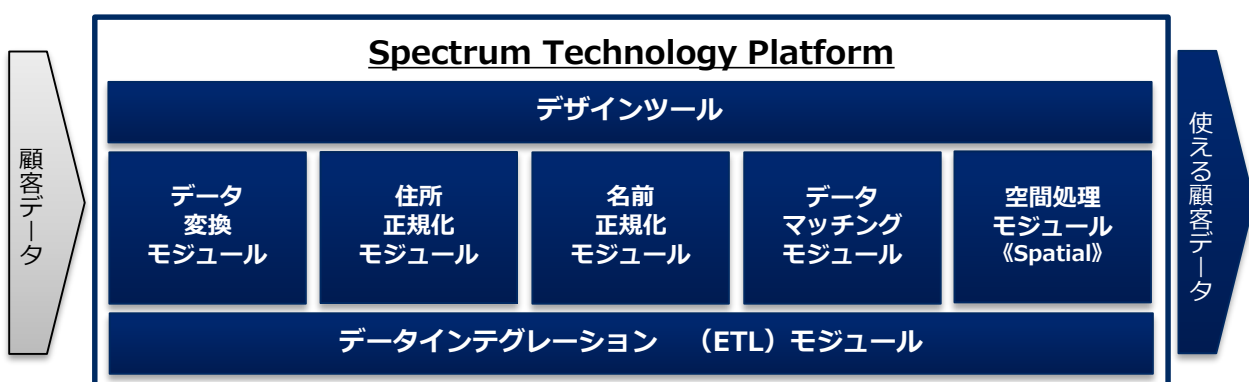 Spectrum Technology Platform
デザインツール
顧客データ
データ
変換
モジュール
住所
正規化
モジュール
名前
正規化
モジュール
データ
マッチング
モジュール
空間処理
モジュール
《Spatial》
使える顧客データ
データインテグレーション （ETL）モジュール